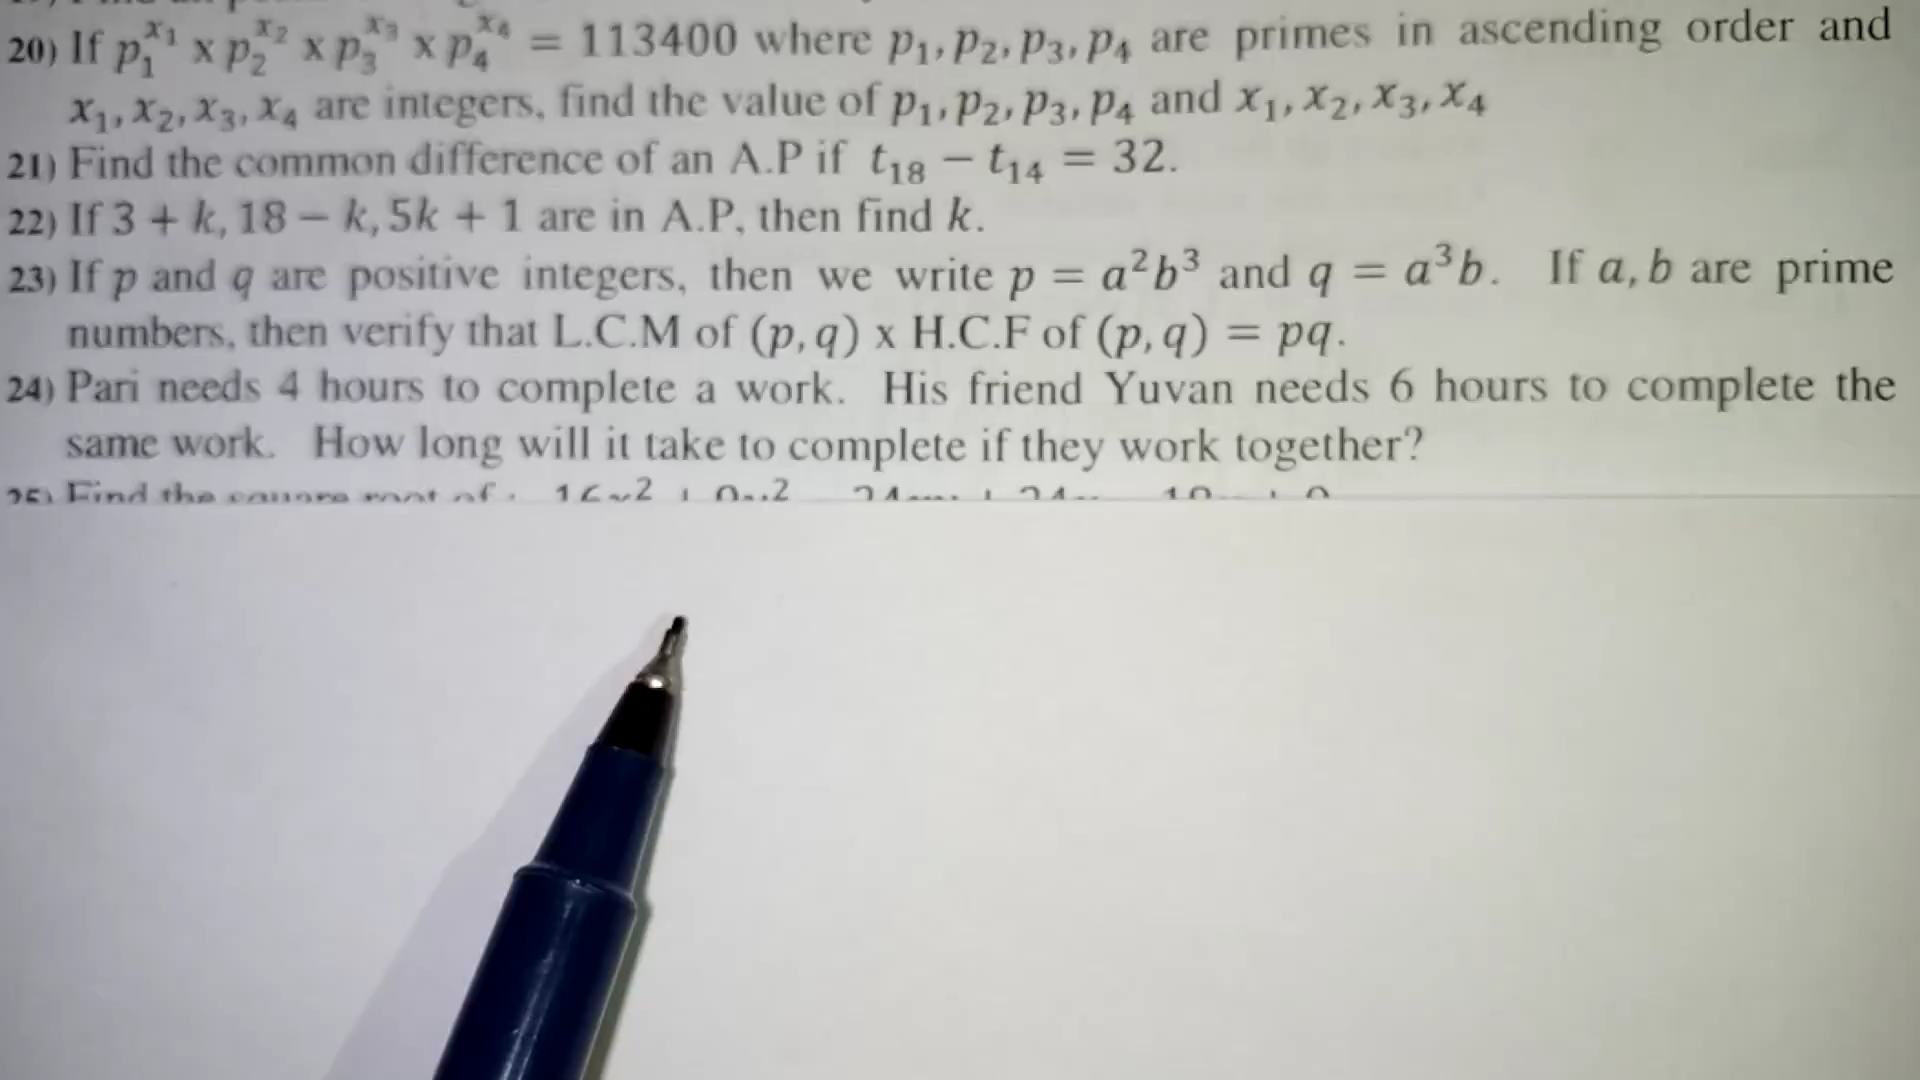 20) If p₁^x₁ x p₂^x₂ x p₃^x₃ x p₄^x₄ = 113400 where p₁, p₂, p₃, p₄ are primes in ascending order and
x₁, x₂, x₃, x₄ are integers, find the value of p₁, p₂, p₃, p₄ and x₁, x₂, x₃, x₄
21) Find the common difference of an A.P if t₁₈ − t₁₄ = 32.
22) If 3 + k, 18 − k, 5k + 1 are in A.P, then find k.
23) If p and q are positive integers, then we write p = a²b³ and q = a³b. If a, b are prime
numbers, then verify that L.C.M of (p, q) x H.C.F of (p, q) = pq.
24) Pari needs 4 hours to complete a work. His friend Yuvan needs 6 hours to complete the
same work. How long will it take to complete if they work together?
25) Find the square root of